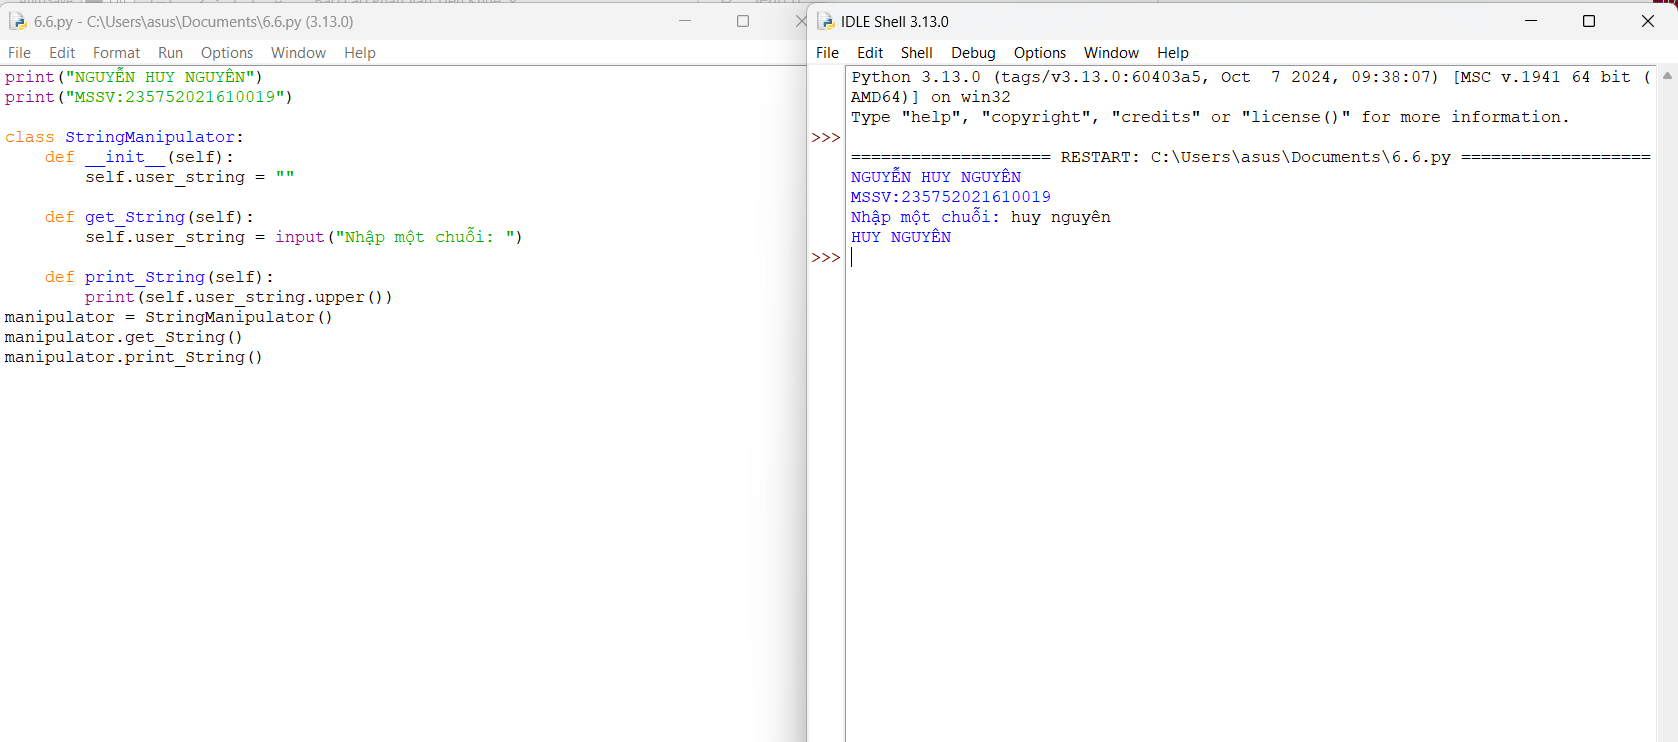 6.6.py - C:\Users\asus\Documents\6.6.py (3.13.0)
File Edit Format Run Options Window Help
print("NGUYỄN HUY NGUYÊN")
print("MSSV:235752021610019")
class StringManipulator:
    def __init__(self):
        self.user_string = ""
    def get_String(self):
        self.user_string = input("Nhập một chuỗi: ")
    def print_String(self):
        print(self.user_string.upper())
manipulator = StringManipulator()
manipulator.get_String()
manipulator.print_String()
IDLE Shell 3.13.0
File Edit Shell Debug Options Window Help
Python 3.13.0 (tags/v3.13.0:60403a5, Oct  7 2024, 09:38:07) [MSC v.1941 64 bit (
AMD64)] on win32
Type "help", "copyright", "credits" or "license()" for more information.
>>>
==================== RESTART: C:\Users\asus\Documents\6.6.py ===================
NGUYỄN HUY NGUYÊN
MSSV:235752021610019
Nhập một chuỗi: huy nguyên
HUY NGUYÊN
>>>